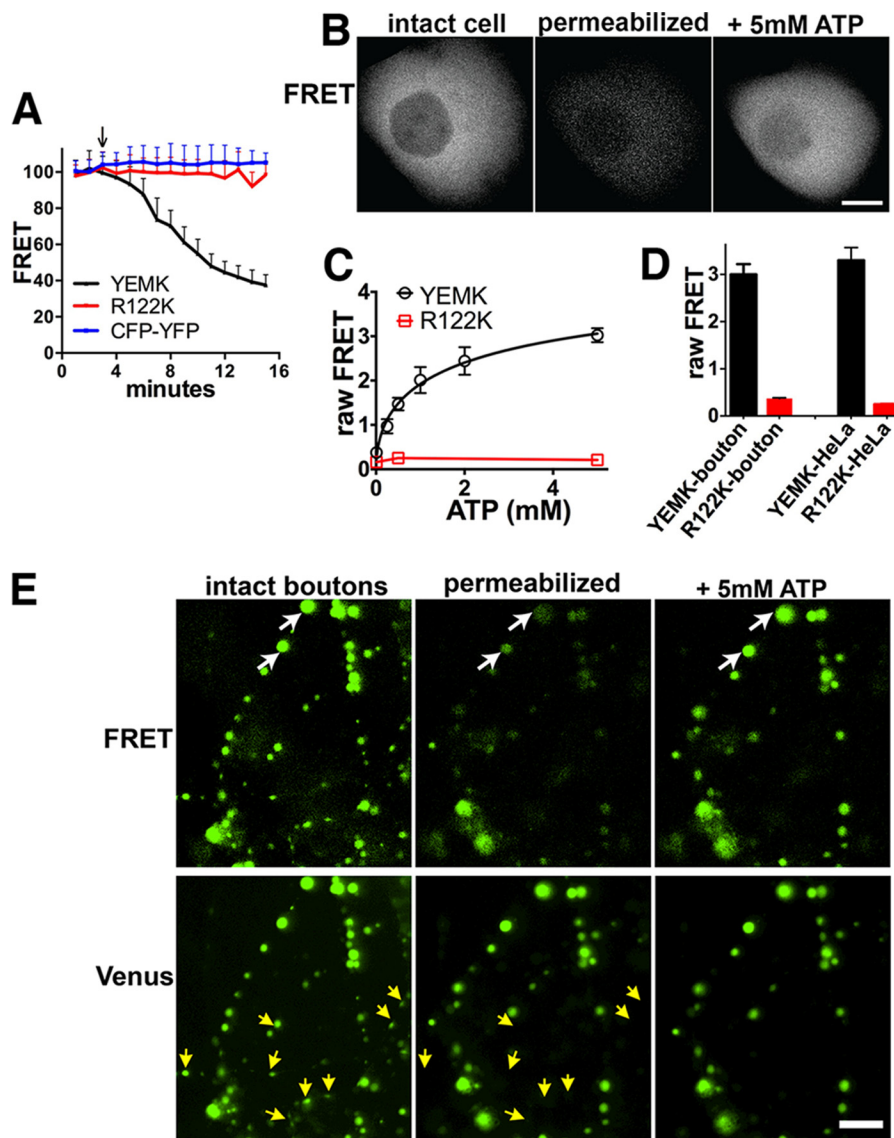 A
FRET
100
80
60
40
20
0
YEMK
R122K
CFP-YFP
0 4 8 12 16
minutes
B
intact cell permeabilized + 5mM ATP
FRET
C
raw FRET
4
3
2
1
0
YEMK
R122K
0 2 4
ATP (mM)
D
raw FRET
3
2
1
0
YEMK-bouton
R122K-bouton
YEMK-HeLa
R122K-HeLa
E
intact boutons permeabilized + 5mM ATP
FRET
Venus